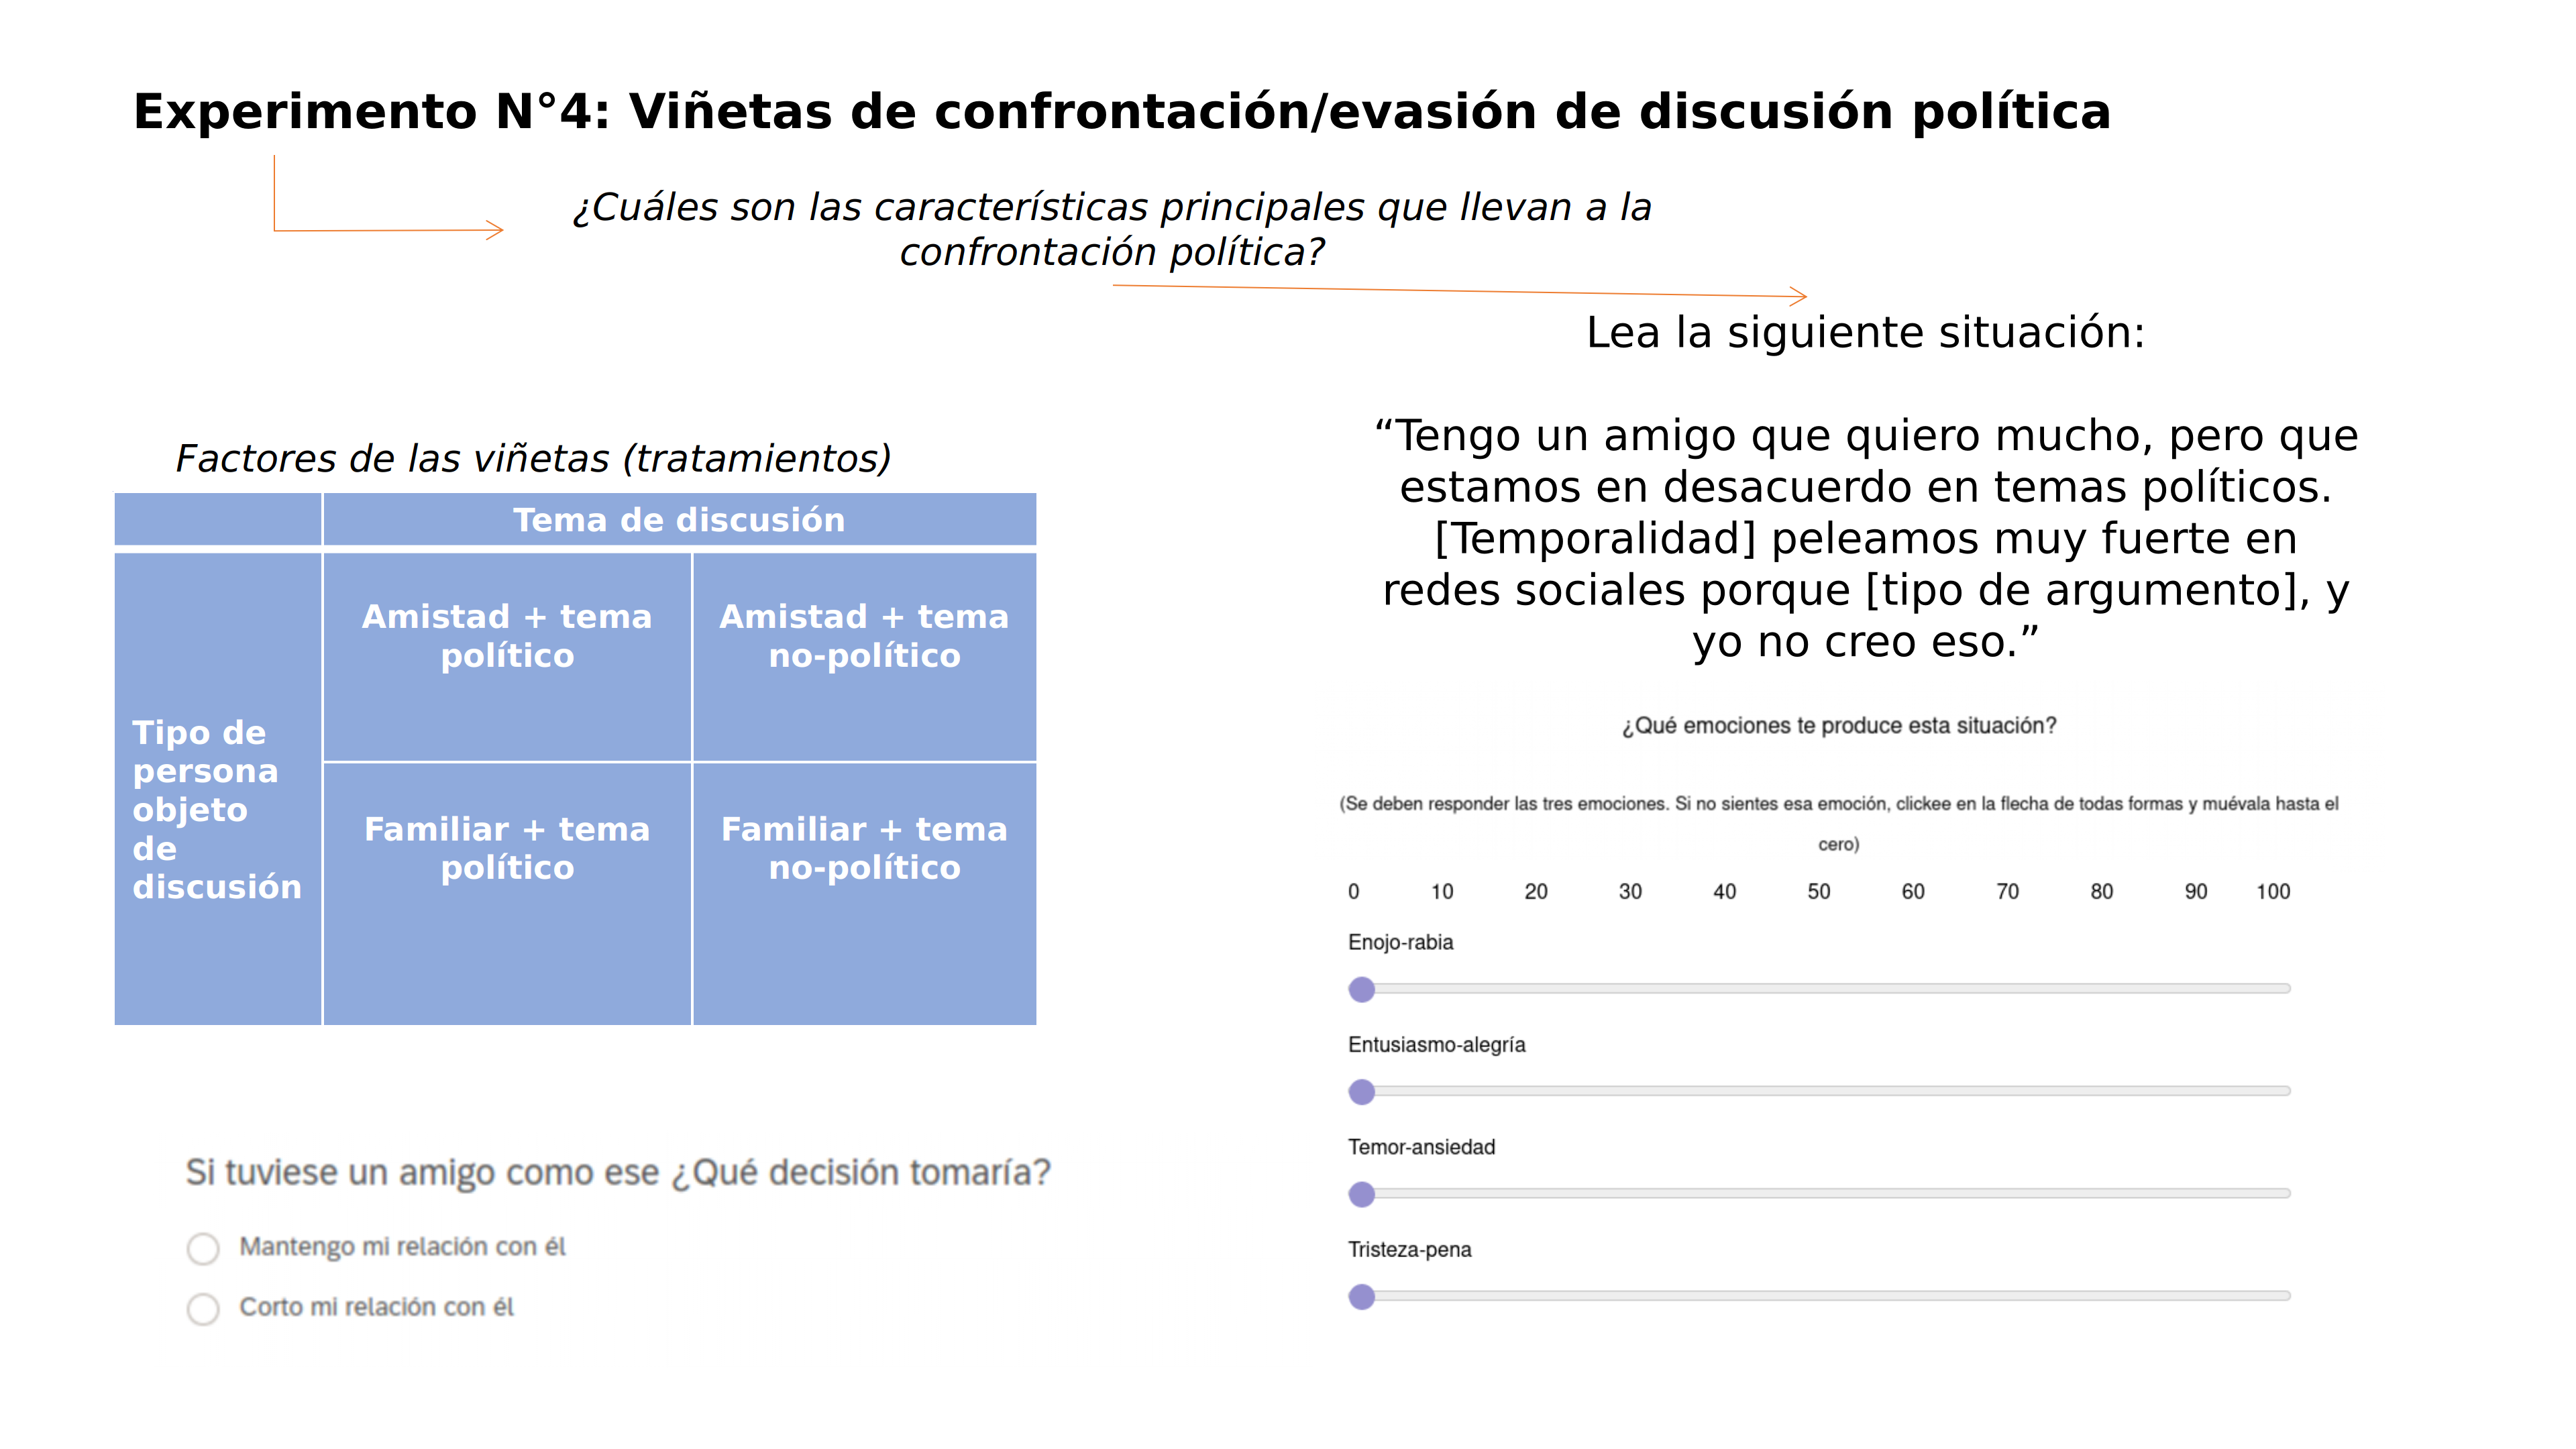 Experimento N°4: Viñetas de confrontación/evasión de discusión política
¿Cuáles son las características principales que llevan a la
confrontación política?
Lea la siguiente situación:
“Tengo un amigo que quiero mucho, pero que
estamos en desacuerdo en temas políticos.
[Temporalidad] peleamos muy fuerte en
redes sociales porque [tipo de argumento], y
yo no creo eso.”
Factores de las viñetas (tratamientos)
Tema de discusión
Tipo de
persona
objeto
de
discusión
Amistad + tema
político
Amistad + tema
no-político
Familiar + tema
político
Familiar + tema
no-político
¿Qué emociones te produce esta situación?
(Se deben responder las tres emociones. Si no sientes esa emoción, clickee en la flecha de todas formas y muévala hasta el
cero)
0 10 20 30 40 50 60 70 80 90 100
Enojo-rabia
Entusiasmo-alegría
Temor-ansiedad
Tristeza-pena
Si tuviese un amigo como ese ¿Qué decisión tomaría?
Mantengo mi relación con él
Corto mi relación con él